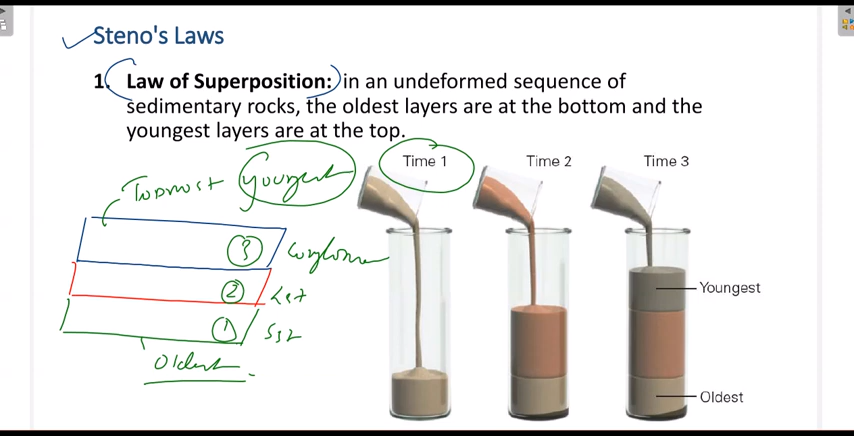 Steno's Laws
1. Law of Superposition: in an undeformed sequence of
sedimentary rocks, the oldest layers are at the bottom and the
youngest layers are at the top.
Time 1 Time 2 Time 3
Topmost Youngest
3
2
1
Oldest
Youngest
Oldest